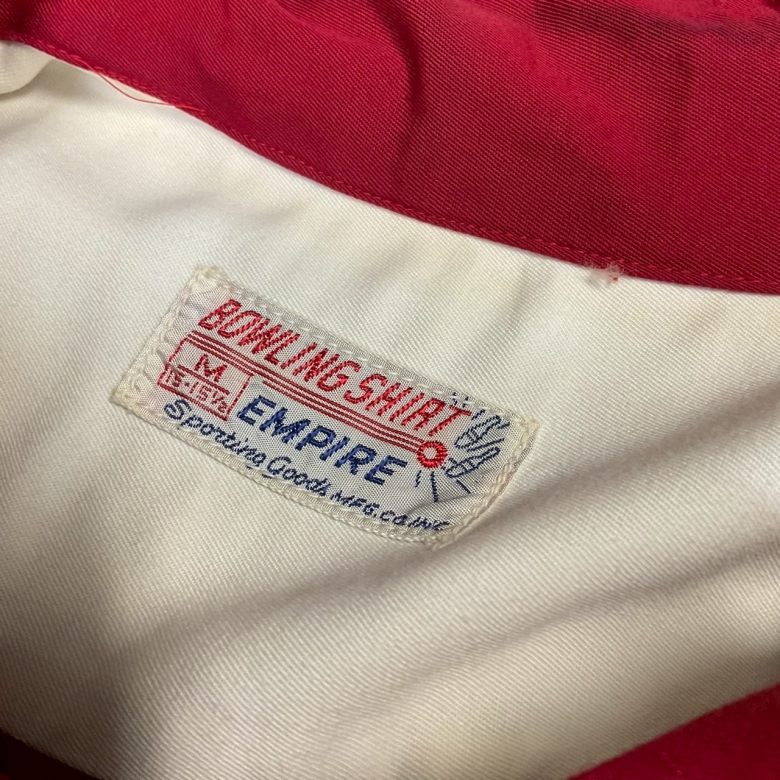 BOWLING SHIRT
M
15-15½
EMPIRE
Sporting Goods MFG.CO.INC